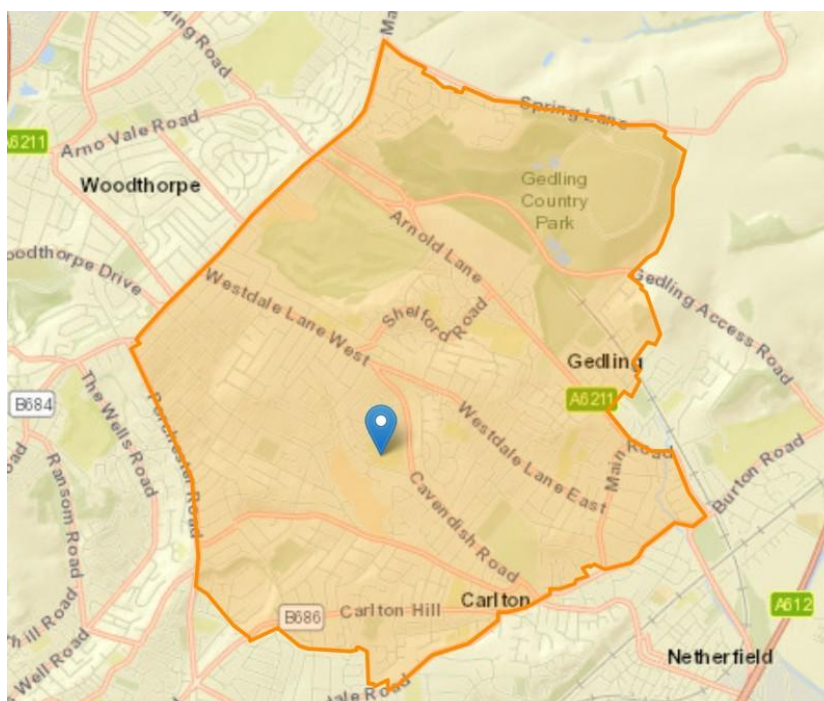 Spring Lane
Arno Vale Road
A6211
Woodthorpe
Gedling
Country
Park
Arnold Lane
Westdale Lane West
Shelford Road
Gedling Access Road
Gedling
A6211
B684
The Wells Road
Porchester Road
Ransom Road
Westdale Lane East
Main Road
Burton Road
Cavendish Road
Carlton
Carlton Hill
B686
A612
Netherfield
Well Road